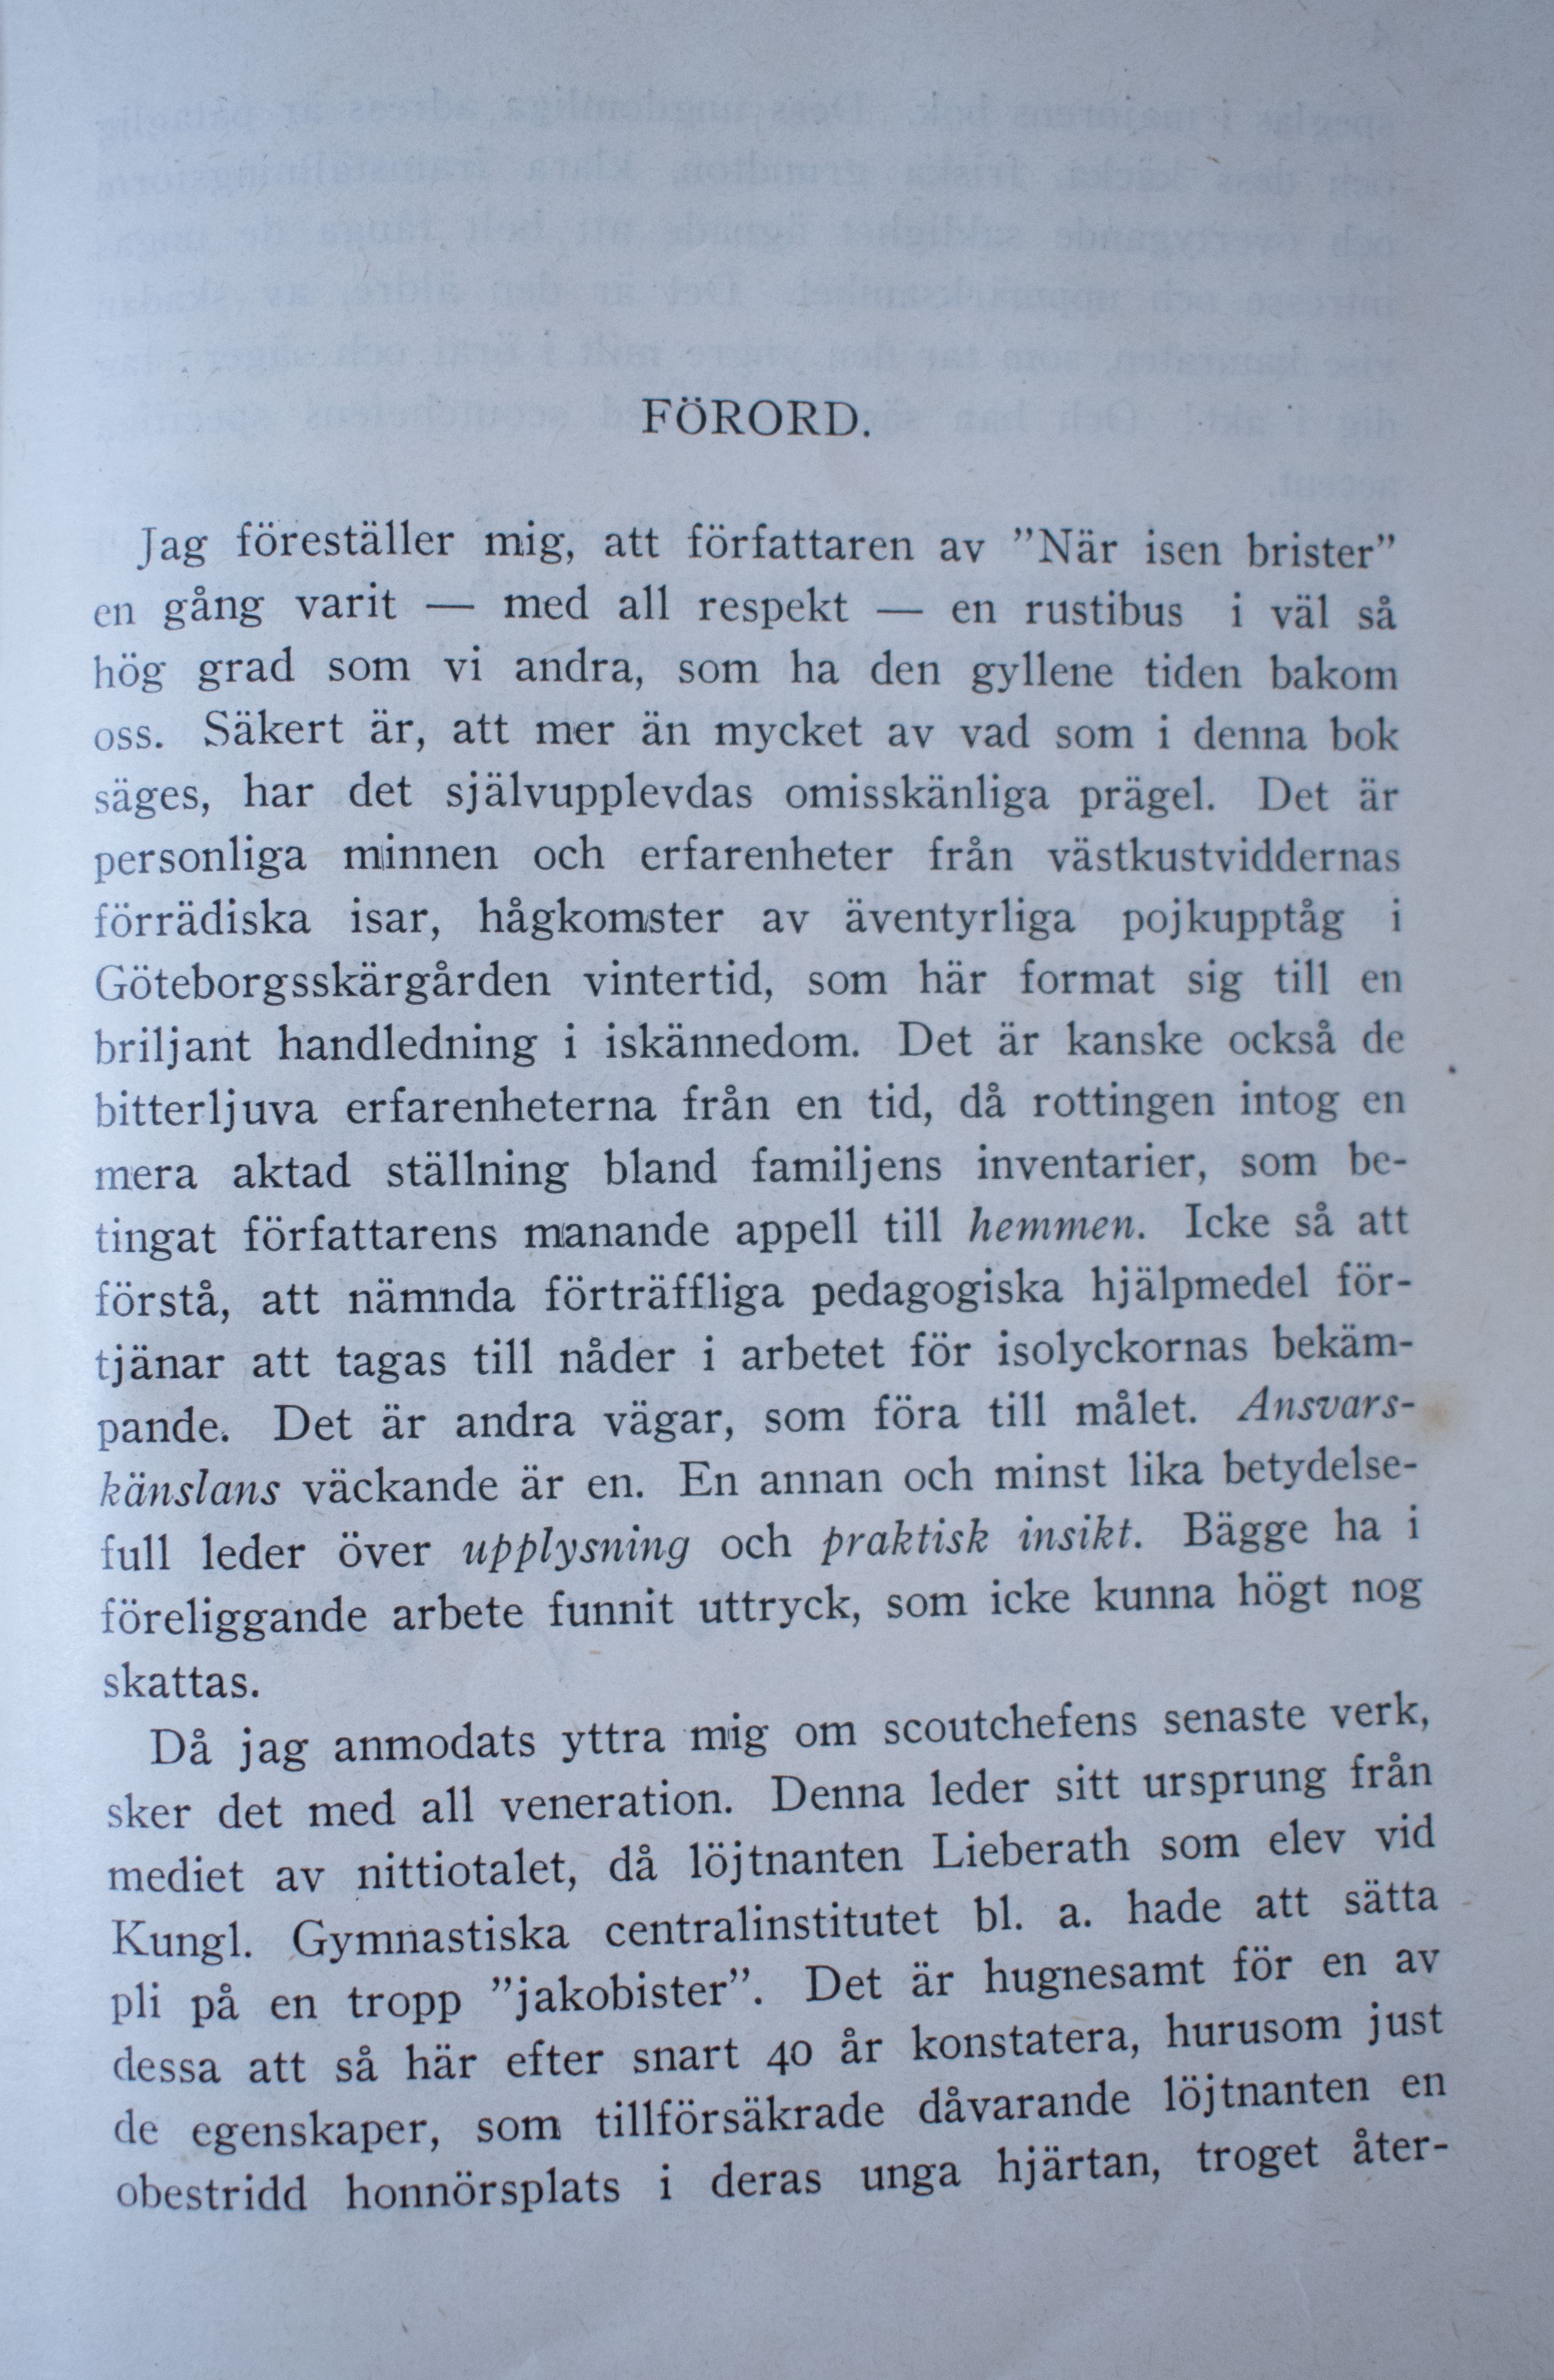 FÖRORD.
Jag föreställer mig, att författaren av ”När isen brister”
en gång varit — med all respekt — en rustibus i väl så
hög grad som vi andra, som ha den gyllene tiden bakom
oss. Säkert är, att mer än mycket av vad som i denna bok
säges, har det självupplevdas omisskänliga prägel. Det är
personliga minnen och erfarenheter från västkustviddernas
förrädiska isar, hågkomster av äventyrliga pojkupptåg i
Göteborgsskärgården vintertid, som här format sig till en
briljant handledning i iskännedom. Det är kanske också de
bitterljuva erfarenheterna från en tid, då rottingen intog en
mera aktad ställning bland familjens inventarier, som be-
tingat författarens manande appell till hemmen. Icke så att
förstå, att nämnda förträffliga pedagogiska hjälpmedel för-
tjänar att tagas till nåder i arbetet för isolyckornas bekäm-
pande. Det är andra vägar, som föra till målet. Ansvars-
känslans väckande är en. En annan och minst lika betydelse-
full leder över upplysning och praktisk insikt. Bägge ha i
föreliggande arbete funnit uttryck, som icke kunna högt nog
skattas.
Då jag anmodats yttra mig om scoutchefens senaste verk,
sker det med all veneration. Denna leder sitt ursprung från
mediet av nittiotalet, då löjtnanten Lieberath som elev vid
Kungl. Gymnastiska centralinstitutet bl. a. hade att sätta
pli på en tropp ”jakobister”. Det är hugnesamt för en av
dessa att så här efter snart 40 år konstatera, hurusom just
de egenskaper, som tillförsäkrade dåvarande löjtnanten en
obestridd honnörsplats i deras unga hjärtan, troget åter-